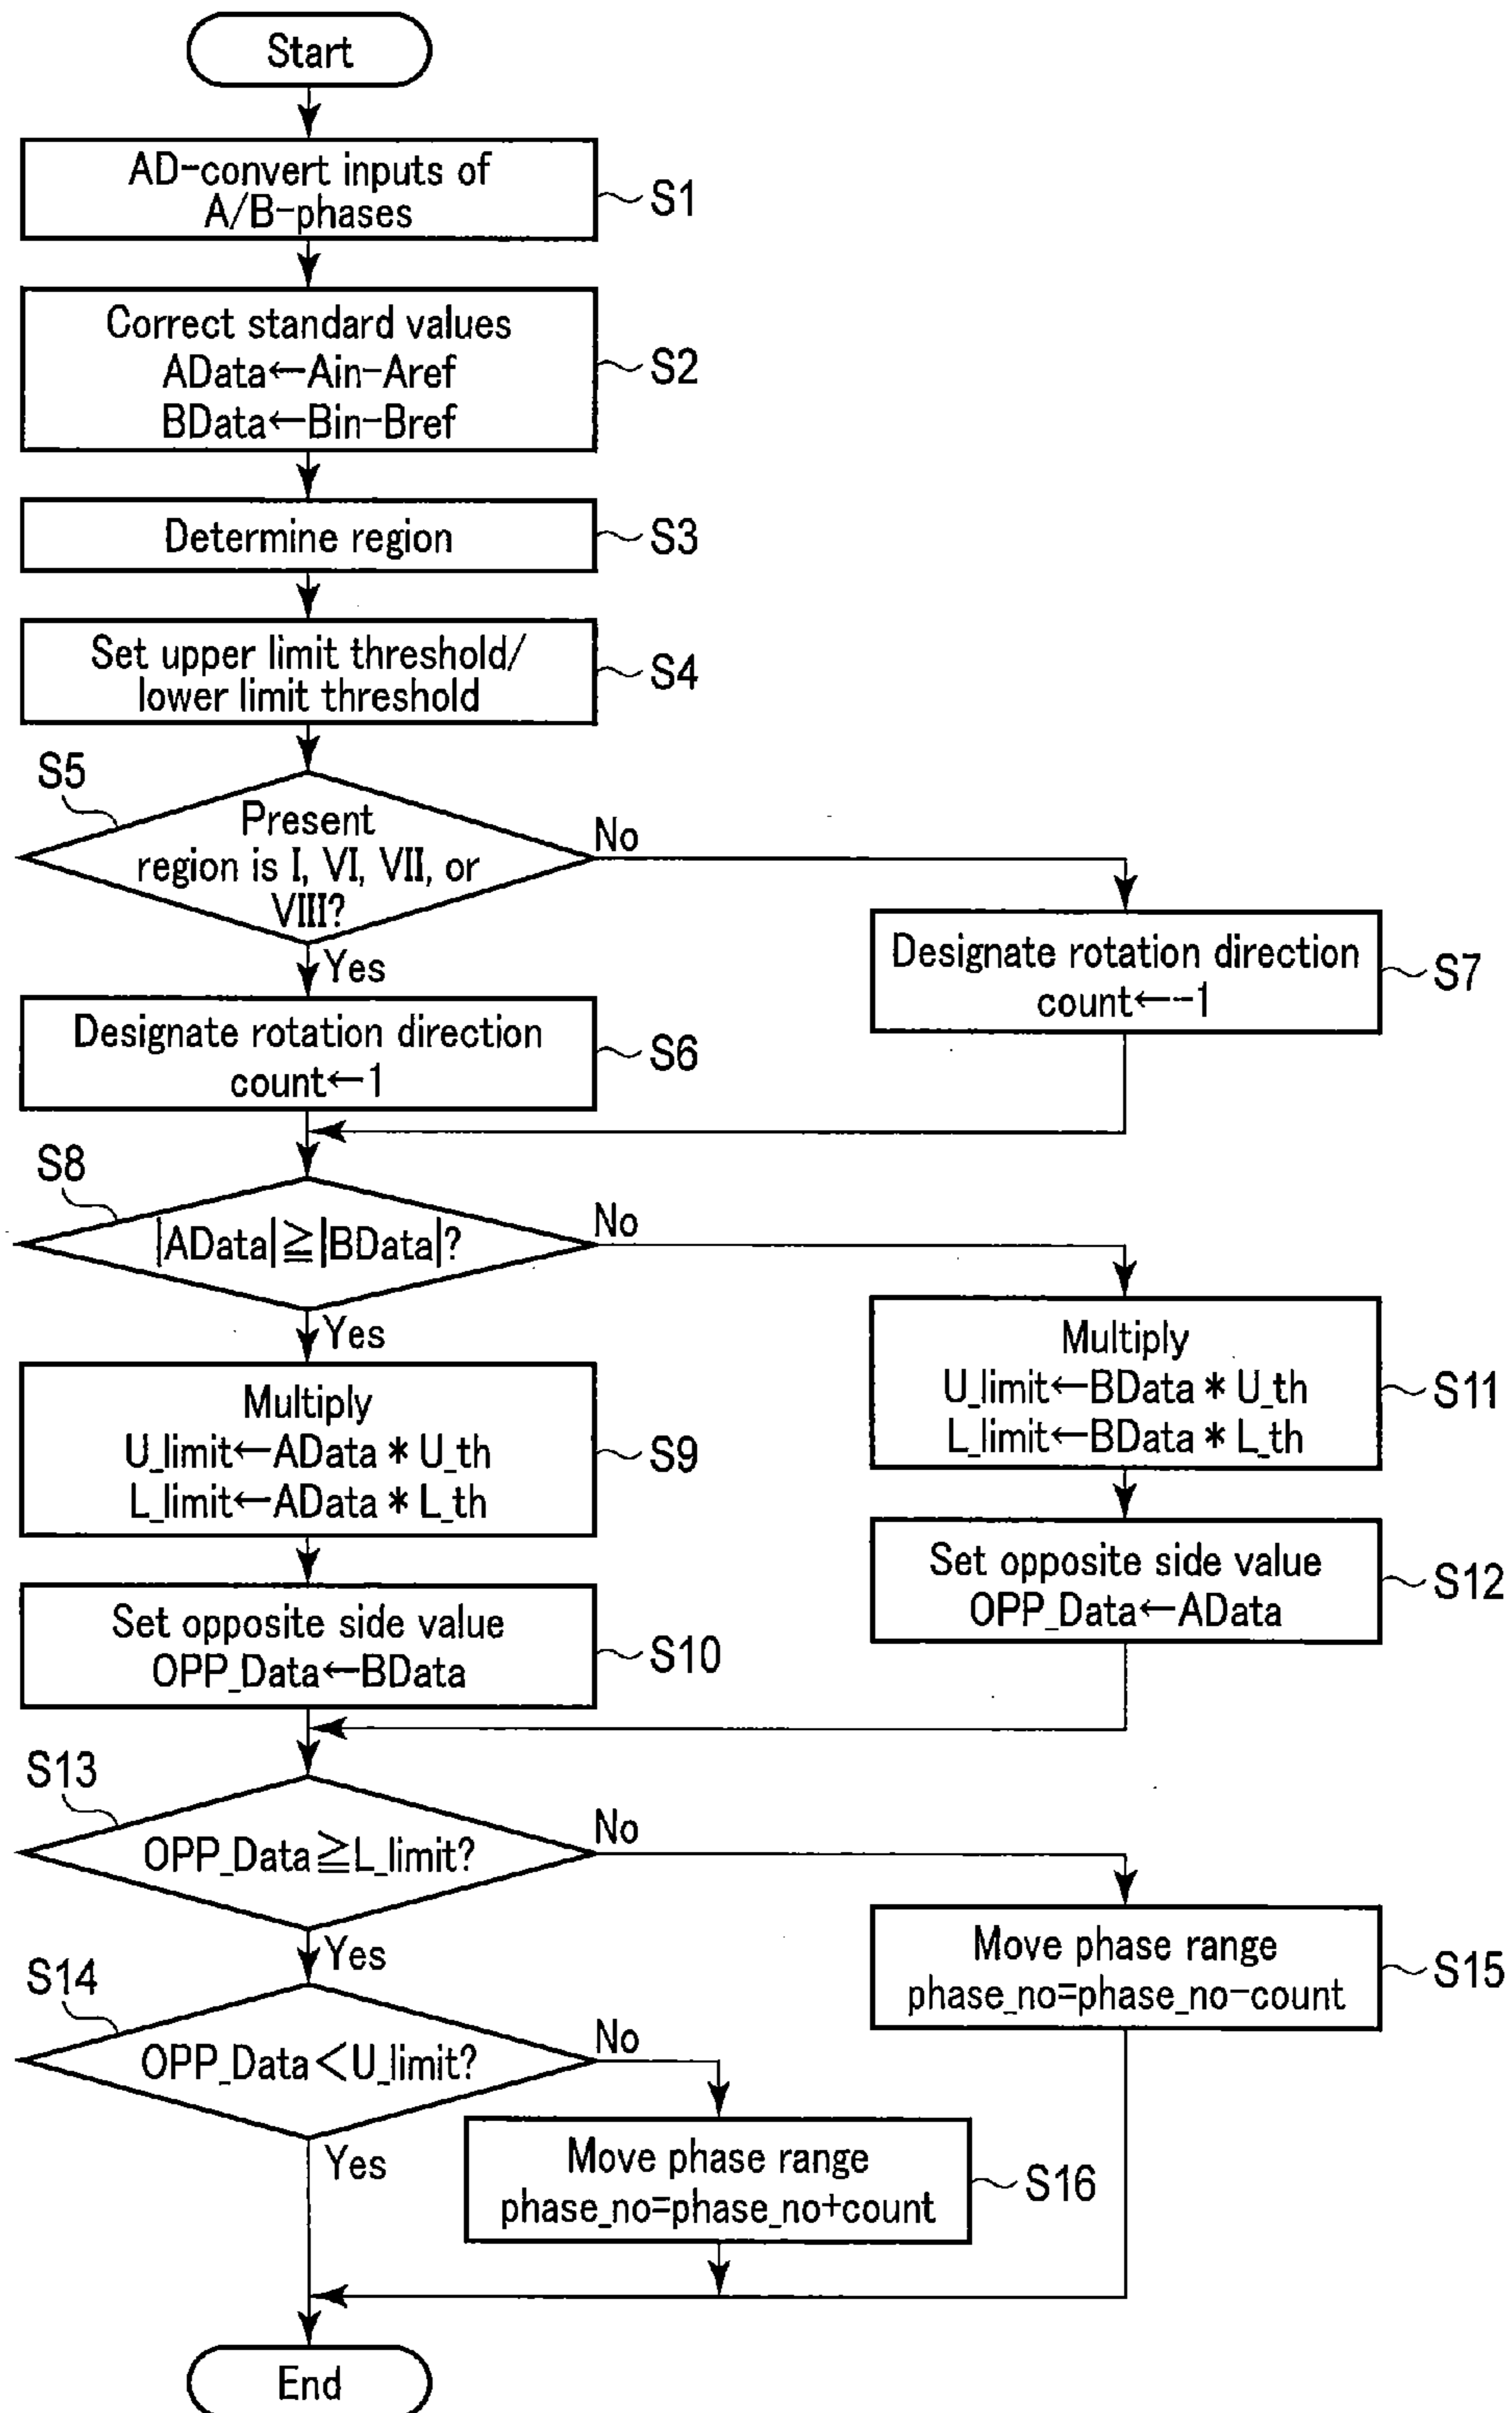 Start
AD-convert inputs of
A/B-phases
S1
Correct standard values
AData←Ain-Aref
BData←Bin-Bref
S2
Determine region
S3
Set upper limit threshold/
lower limit threshold
S4
S5
Present
region is I, VI, VII, or
VIII?
No
Yes
Designate rotation direction
count←-1
S7
Designate rotation direction
count←1
S6
S8
|AData|≧|BData|?
No
Yes
Multiply
U_limit←AData * U_th
L_limit←AData * L_th
S9
Multiply
U_limit←BData * U_th
L_limit←BData * L_th
S11
Set opposite side value
OPP_Data←BData
S10
Set opposite side value
OPP_Data←AData
S12
S13
OPP_Data≧L_limit?
No
Yes
Move phase range
phase_no=phase_no-count
S15
S14
OPP_Data<U_limit?
No
Yes
Move phase range
phase_no=phase_no+count
S16
End